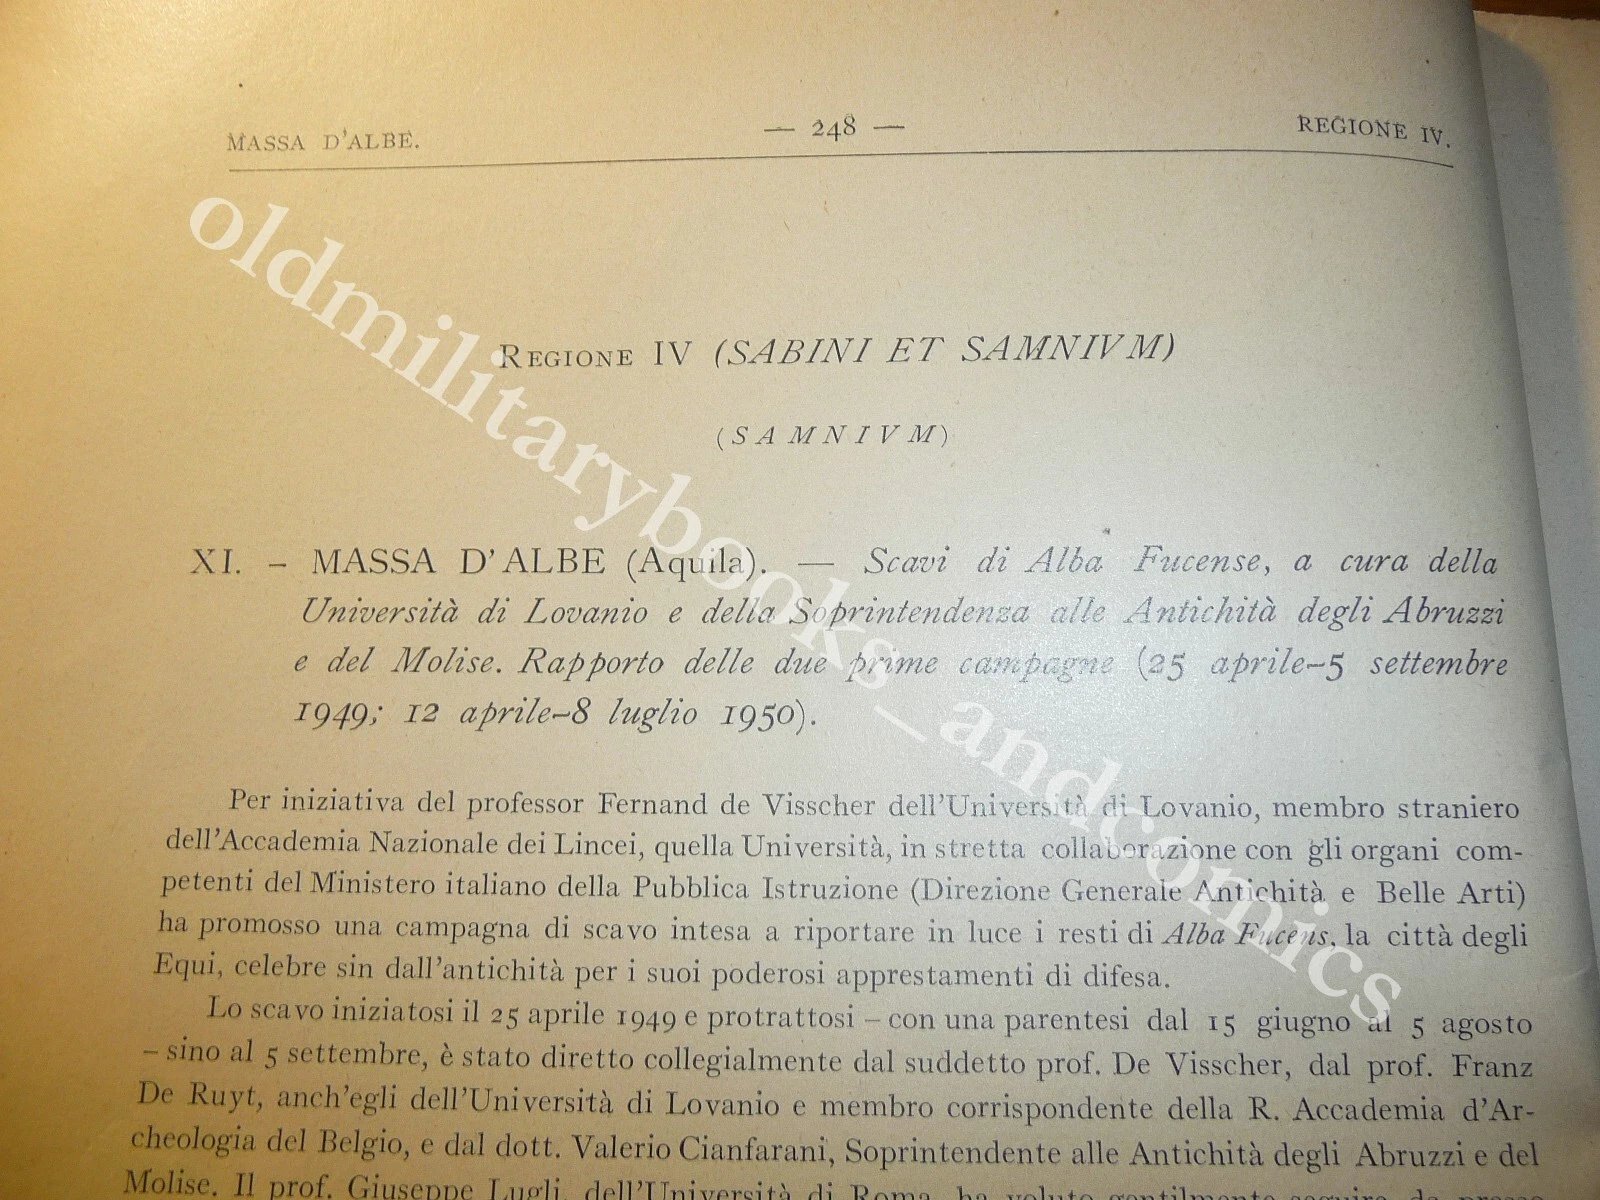 MASSA D'ALBE.
— 248 —
REGIONE IV.
REGIONE IV (SABINI ET SAMNIVM)
(SAMNIVM)
XI. – MASSA D'ALBE (Aquila). — Scavi di Alba Fucense, a cura della
Università di Lovanio e della Soprintendenza alle Antichità degli Abruzzi
e del Molise. Rapporto delle due prime campagne (25 aprile–5 settembre
1949; 12 aprile–8 luglio 1950).
Per iniziativa del professor Fernand de Visscher dell'Università di Lovanio, membro straniero
dell'Accademia Nazionale dei Lincei, quella Università, in stretta collaborazione con gli organi com-
petenti del Ministero italiano della Pubblica Istruzione (Direzione Generale Antichità e Belle Arti)
ha promosso una campagna di scavo intesa a riportare in luce i resti di Alba Fucens, la città degli
Equi, celebre sin dall'antichità per i suoi poderosi apprestamenti di difesa.
Lo scavo iniziatosi il 25 aprile 1949 e protrattosi – con una parentesi dal 15 giugno al 5 agosto
– sino al 5 settembre, è stato diretto collegialmente dal suddetto prof. De Visscher, dal prof. Franz
De Ruyt, anch'egli dell'Università di Lovanio e membro corrispondente della R. Accademia d'Ar-
cheologia del Belgio, e dal dott. Valerio Cianfarani, Soprintendente alle Antichità degli Abruzzi e del
Molise. Il prof. Giuseppe Lugli, dell'Università di Roma, ha voluto gentilmente seguire da presso
oldmilitarybooks_andcomics